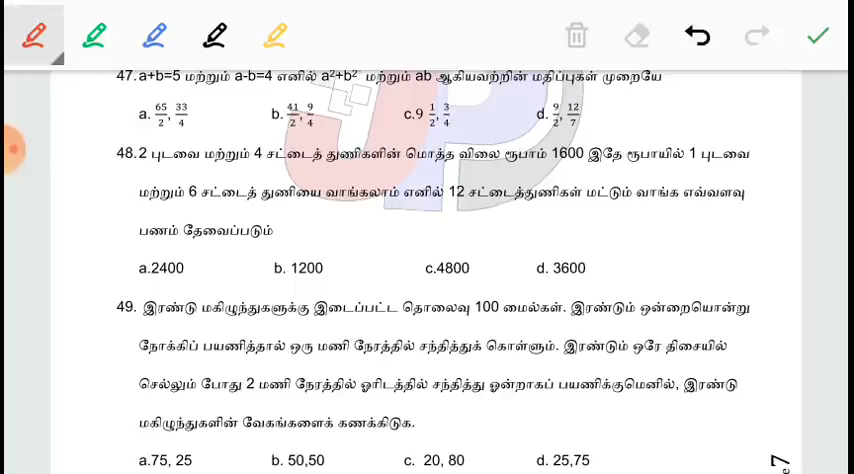 47. a+b=5 மற்றும் a-b=4 எனில் a²+b² மற்றும் ab ஆகியவற்றின் மதிப்புகள் முறையே
a. 65/2, 33/4 b. 41/2, 9/4 c. 9 1/2, 3/4 d. 9/2, 12/7
48. 2 புடவை மற்றும் 4 சட்டைத் துணிகளின் மொத்த விலை ரூபாம் 1600 இதே ரூபாயில் 1 புடவை
மற்றும் 6 சட்டைத் துணியை வாங்கலாம் எனில் 12 சட்டைத்துணிகள் மட்டும் வாங்க எவ்வளவு
பணம் தேவைப்படும்
a.2400 b. 1200 c.4800 d. 3600
49. இரண்டு மகிழுந்துகளுக்கு இடைப்பட்ட தொலைவு 100 மைல்கள். இரண்டும் ஒன்றையொன்று
நோக்கிப் பயணித்தால் ஒரு மணி நேரத்தில் சந்தித்துக் கொள்ளும். இரண்டும் ஒரே திசையில்
செல்லும் போது 2 மணி நேரத்தில் ஓரிடத்தில் சந்தித்து ஒன்றாகப் பயணிக்குமெனில், இரண்டு
மகிழுந்துகளின் வேகங்களைக் கணக்கிடுக.
a.75, 25 b. 50,50 c. 20, 80 d. 25,75